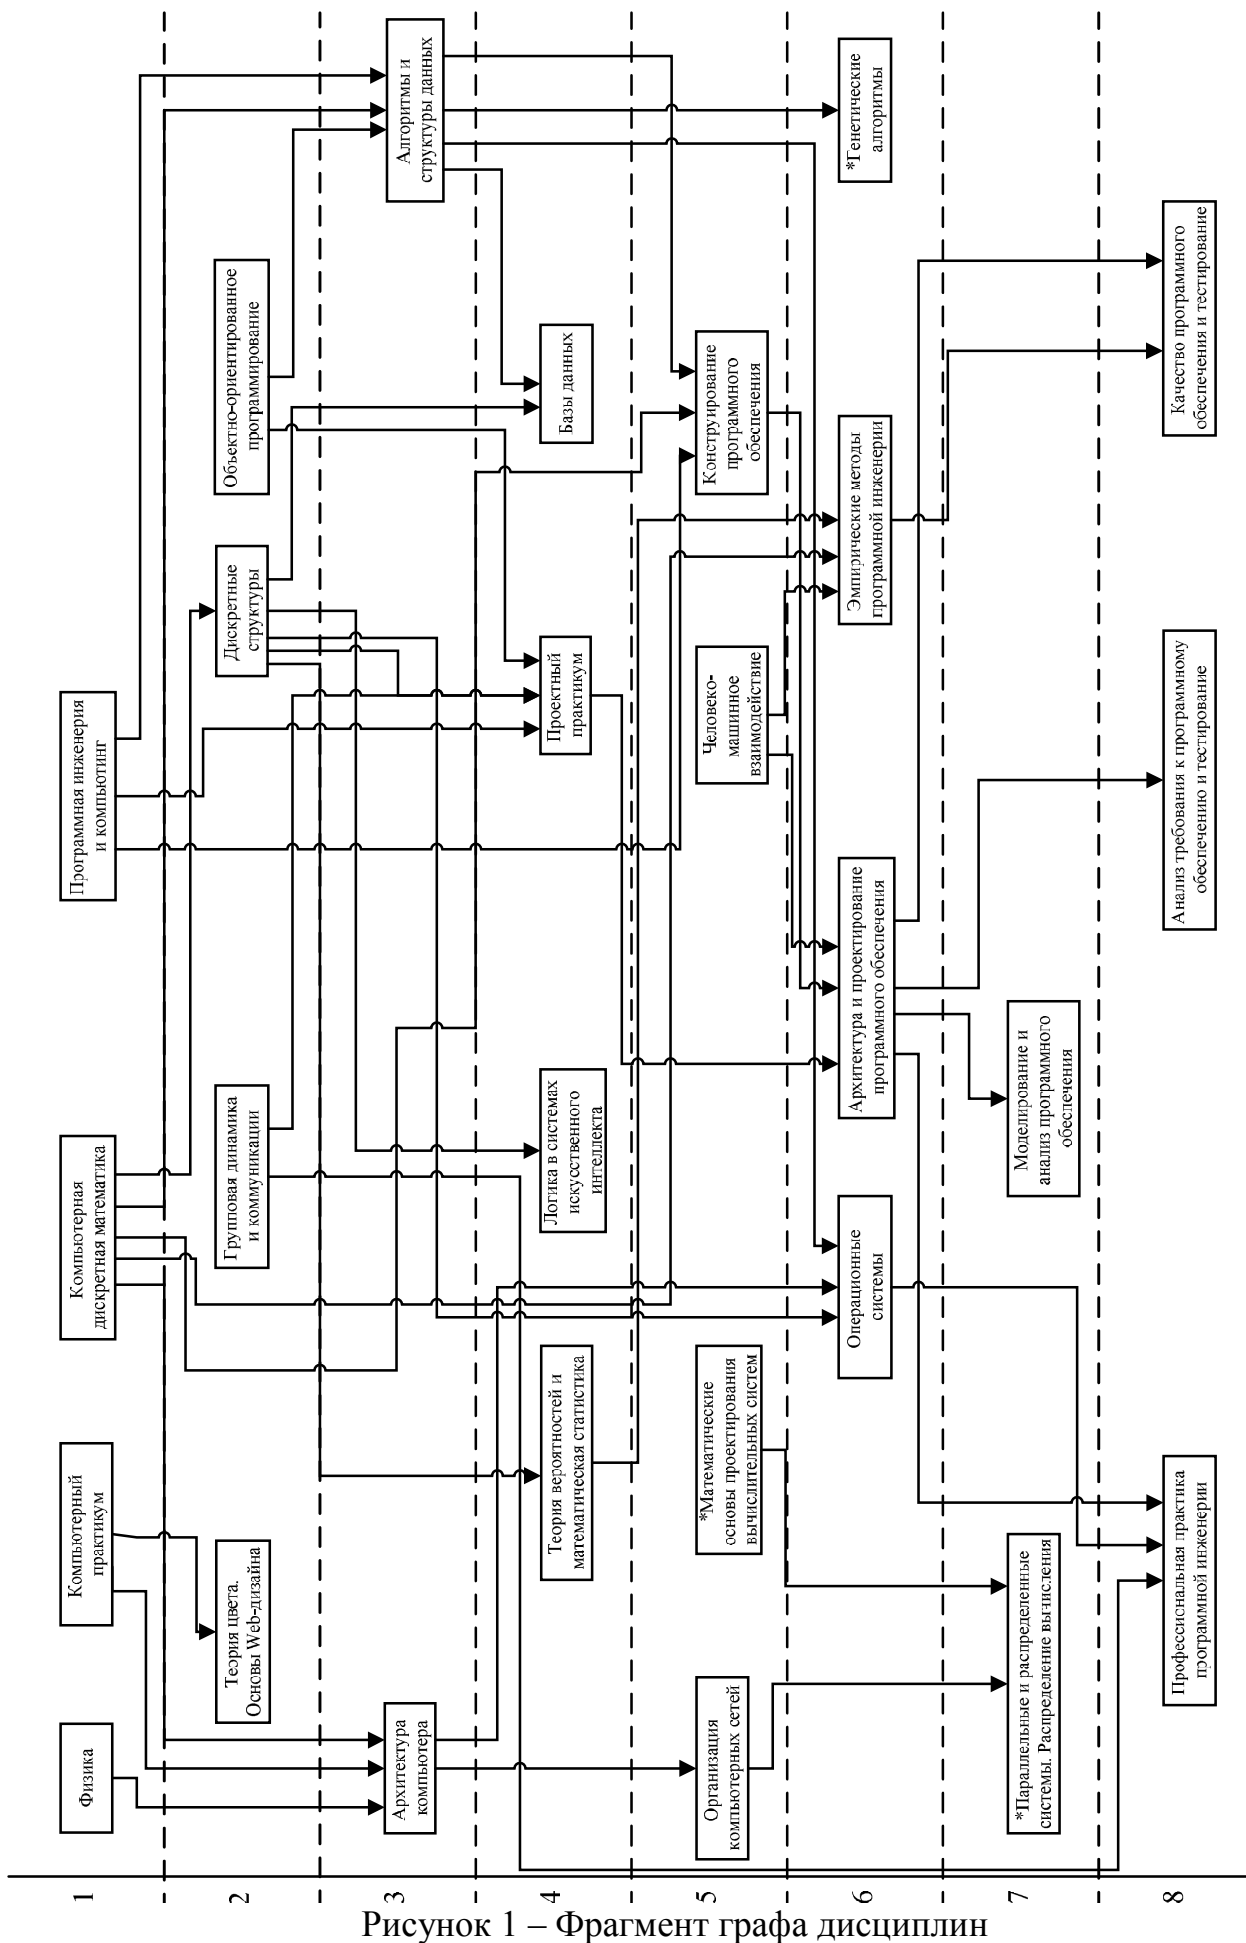 Физика
Компьютерный
практикум
Компьютерная
дискретная математика
Программная инженерия
и компьютинг
1
Теория цвета.
Основы Web-дизайна
Групповая динамика
и коммуникации
Дискретные
структуры
Объектно-ориентированное
программирование
2
Архитектура
компьютера
Алгоритмы и
структуры данных
3
Теория вероятностей и
математическая статистика
Логика в системах
искусственного
интеллекта
Проектный
практикум
Базы данных
4
Организация
компьютерных сетей
*Математические
основы проектирования
вычислительных систем
Человеко-
машинное
взаимодействие
Конструирование
программного
обеспечения
5
Операционные
системы
Архитектура и проектирование
программного обеспечения
Эмпирические методы
программной инженерии
*Генетические
алгоритмы
6
*Параллельные и распределенные
системы. Распределение вычисления
Моделирование и
анализ программного
обеспечения
7
Профессиональная практика
программной инженерии
Анализ требования к программному
обеспечению и тестирование
Качество программного
обеспечения и тестирование
8
Рисунок 1 – Фрагмент графа дисциплин